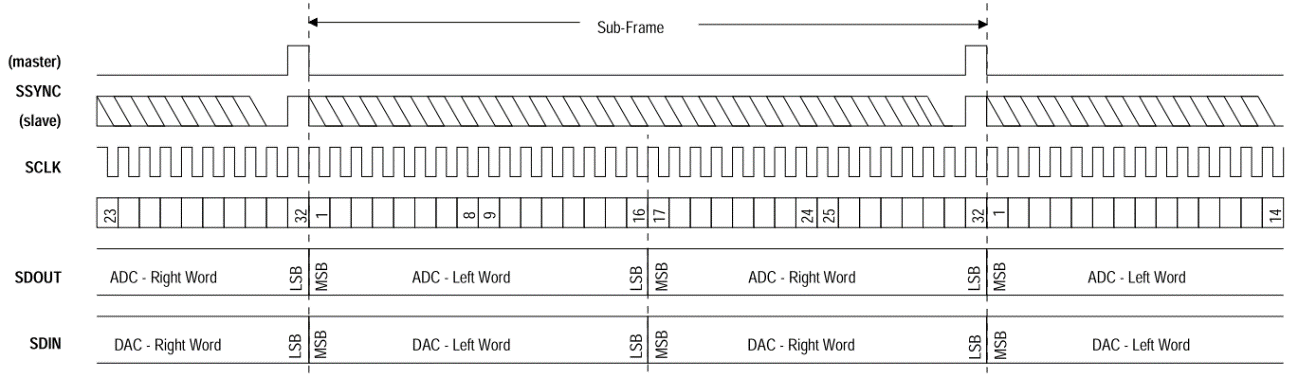 Sub-Frame
(master)
SSYNC
(slave)
SCLK
23 32 1 8 9 16 17 24 25 32 1 14
SDOUT ADC - Right Word LSB MSB ADC - Left Word LSB MSB ADC - Right Word LSB MSB ADC - Left Word
SDIN DAC - Right Word LSB MSB DAC - Left Word LSB MSB DAC - Right Word LSB MSB DAC - Left Word